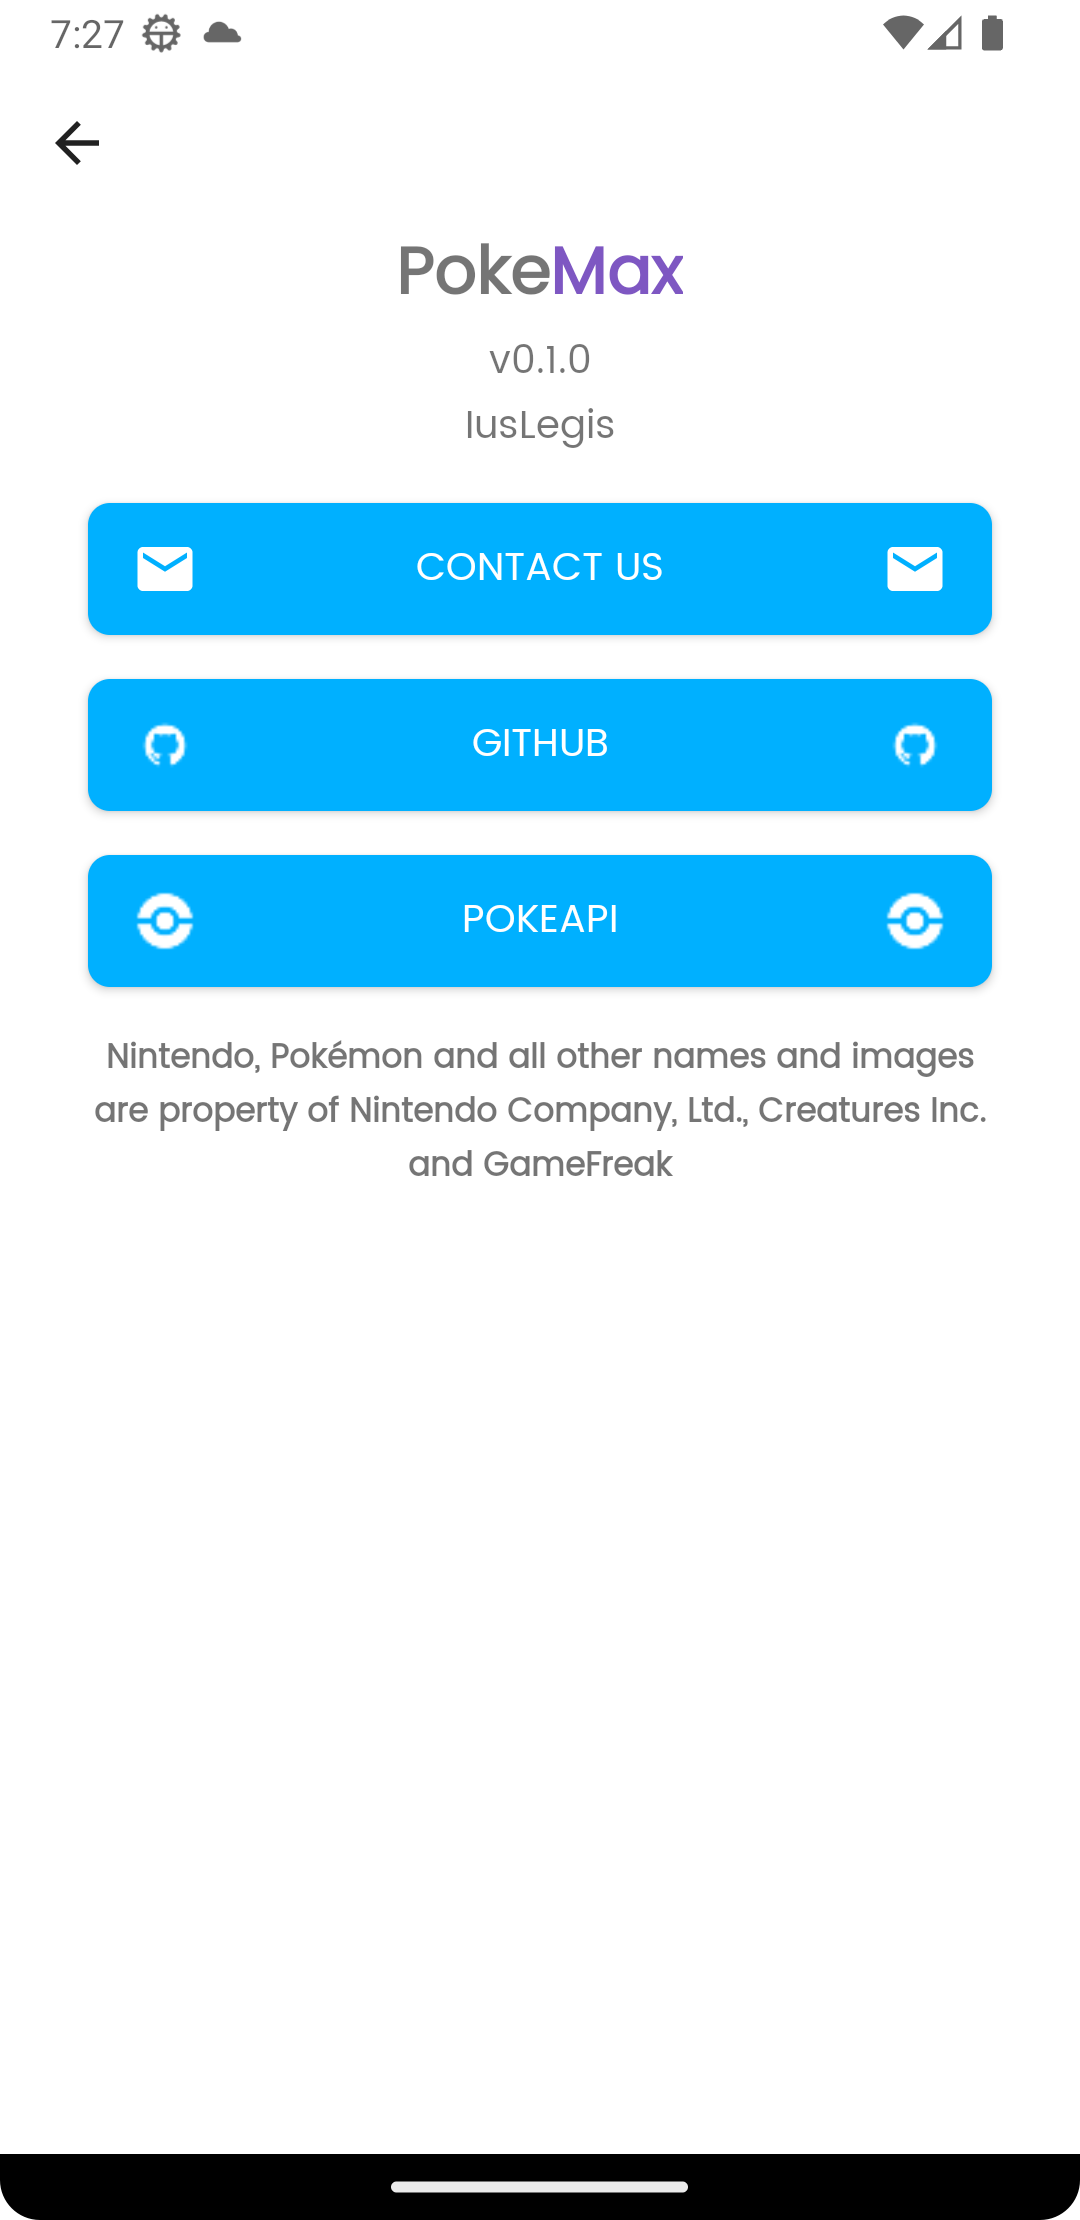 7:27
PokeMax
v0.1.0
IusLegis
CONTACT US
GITHUB
POKEAPI
Nintendo, Pokémon and all other names and images
are property of Nintendo Company, Ltd., Creatures Inc.
and GameFreak